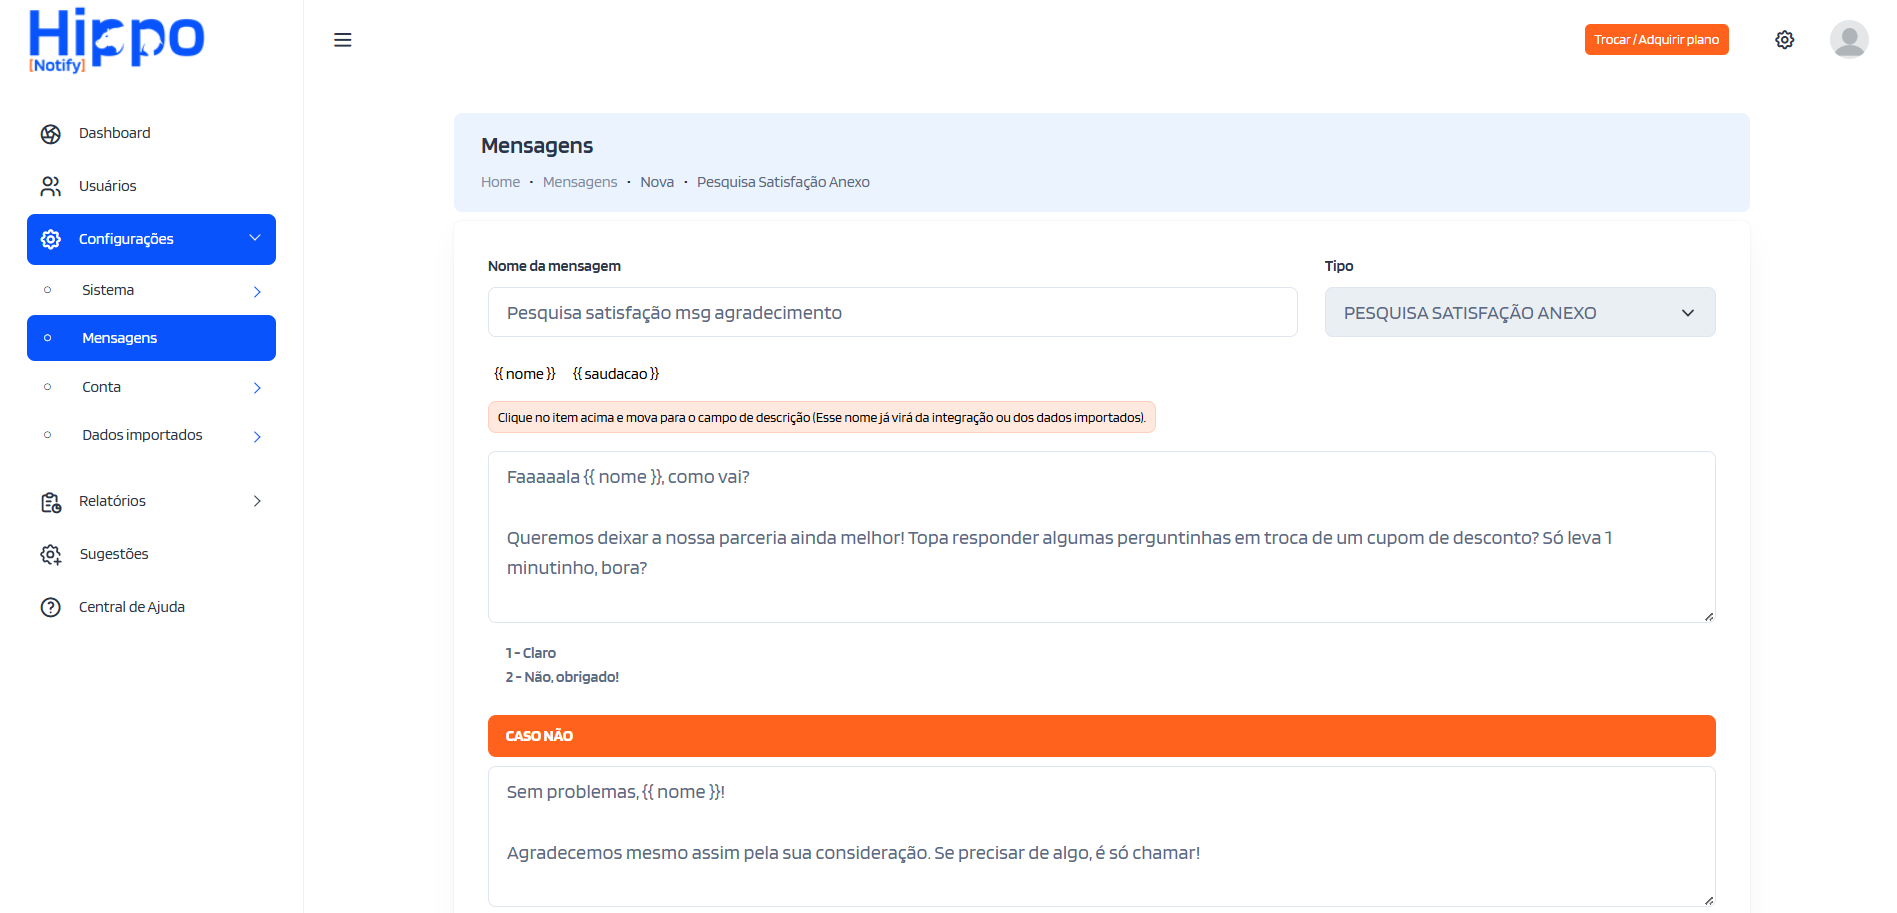 Hippo
[Notify]
Trocar / Adquirir plano
Dashboard
Usuários
Configurações
Sistema
Mensagens
Conta
Dados importados
Relatórios
Sugestões
Central de Ajuda
Mensagens
Home • Mensagens • Nova • Pesquisa Satisfação Anexo
Nome da mensagem
Tipo
Pesquisa satisfação msg agradecimento
PESQUISA SATISFAÇÃO ANEXO
{{ nome }} {{ saudacao }}
Clique no item acima e mova para o campo de descrição (Esse nome já virá da integração ou dos dados importados).
Faaaaala {{ nome }}, como vai?
Queremos deixar a nossa parceria ainda melhor! Topa responder algumas perguntinhas em troca de um cupom de desconto? Só leva 1
minutinho, bora?
1 - Claro
2 - Não, obrigado!
CASO NÃO
Sem problemas, {{ nome }}!
Agradecemos mesmo assim pela sua consideração. Se precisar de algo, é só chamar!